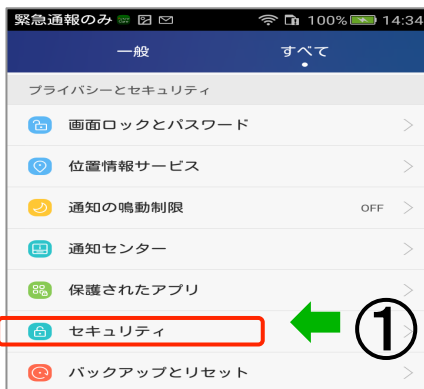 緊急通報のみ 100% 14:34
一般 すべて
プライバシーとセキュリティ
画面ロックとパスワード
位置情報サービス
通知の鳴動制限 OFF
通知センター
保護されたアプリ
セキュリティ ①
バックアップとリセット